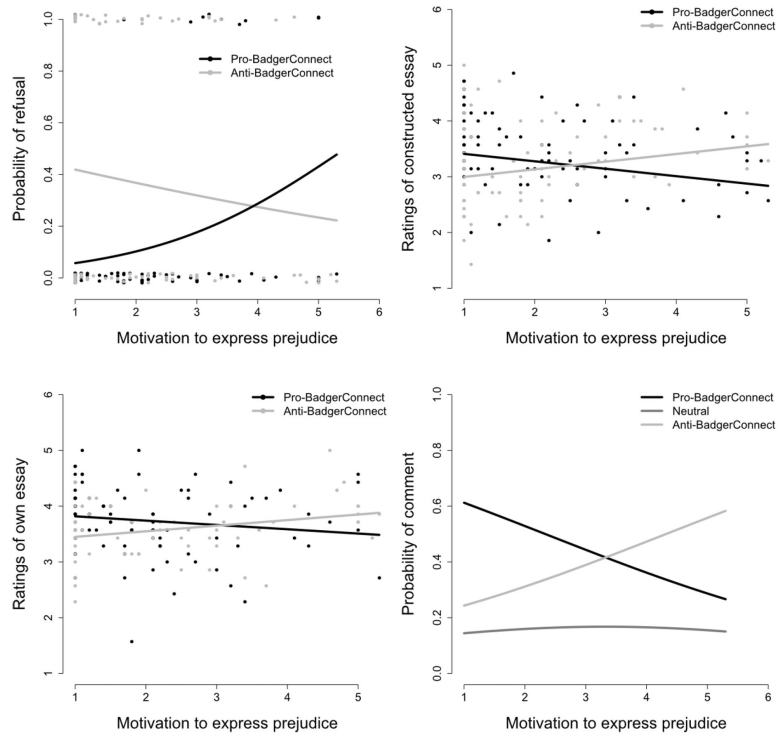 Probability of refusal
1.0
0.8
0.6
0.4
0.2
0.0
Pro-BadgerConnect
Anti-BadgerConnect
1 2 3 4 5 6
Motivation to express prejudice
Ratings of constructed essay
6
5
4
3
2
1
Pro-BadgerConnect
Anti-BadgerConnect
1 2 3 4 5
Motivation to express prejudice
Ratings of own essay
6
5
4
3
2
1
Pro-BadgerConnect
Anti-BadgerConnect
1 2 3 4 5
Motivation to express prejudice
Probability of comment
1.0
0.8
0.6
0.4
0.2
0.0
Pro-BadgerConnect
Neutral
Anti-BadgerConnect
1 2 3 4 5 6
Motivation to express prejudice